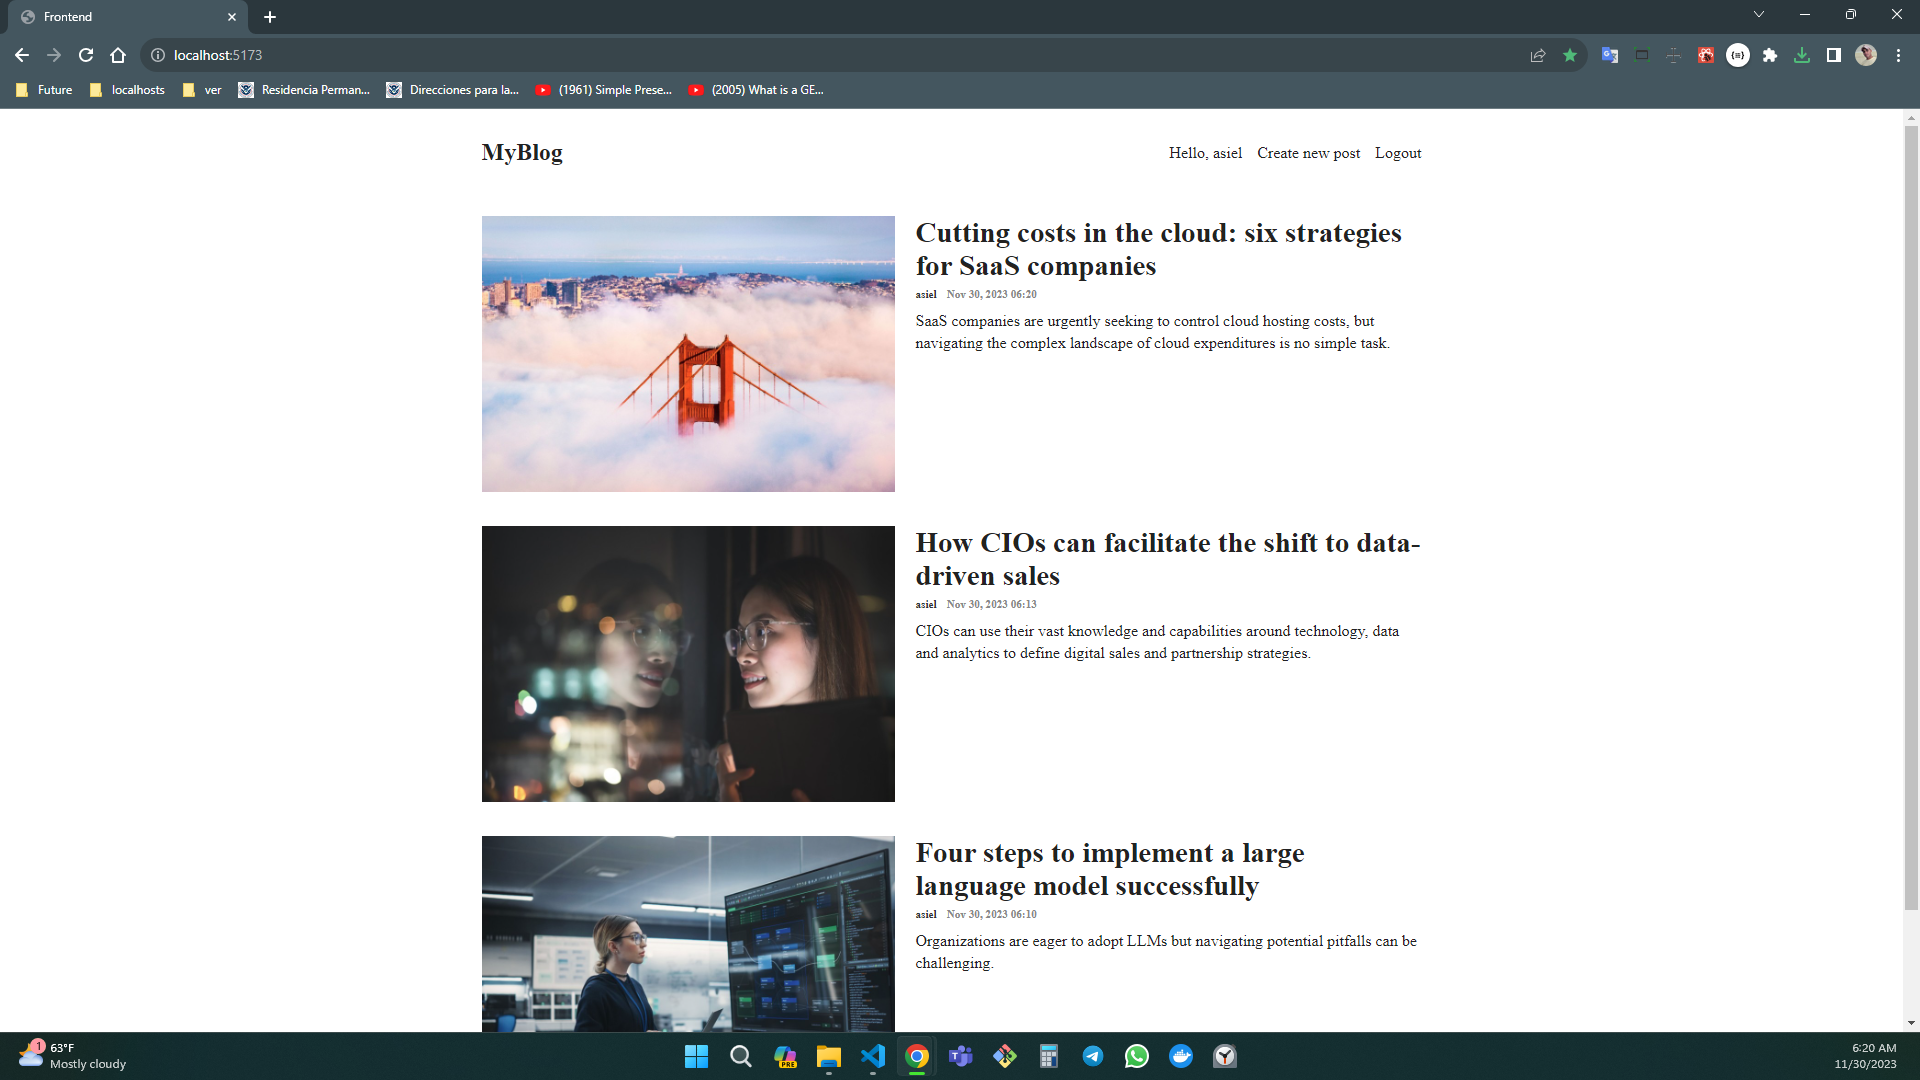 Frontend
localhost:5173
Future
localhosts
ver
Residencia Perman...
Direcciones para la...
(1961) Simple Prese...
(2005) What is a GE...
MyBlog
Hello, asiel
Create new post
Logout
Cutting costs in the cloud: six strategies
for SaaS companies
asiel Nov 30, 2023 06:20
SaaS companies are urgently seeking to control cloud hosting costs, but
navigating the complex landscape of cloud expenditures is no simple task.
How CIOs can facilitate the shift to data-
driven sales
asiel Nov 30, 2023 06:13
CIOs can use their vast knowledge and capabilities around technology, data
and analytics to define digital sales and partnership strategies.
Four steps to implement a large
language model successfully
asiel Nov 30, 2023 06:10
Organizations are eager to adopt LLMs but navigating potential pitfalls can be
challenging.
1
63°F
Mostly cloudy
PRE
6:20 AM
11/30/2023